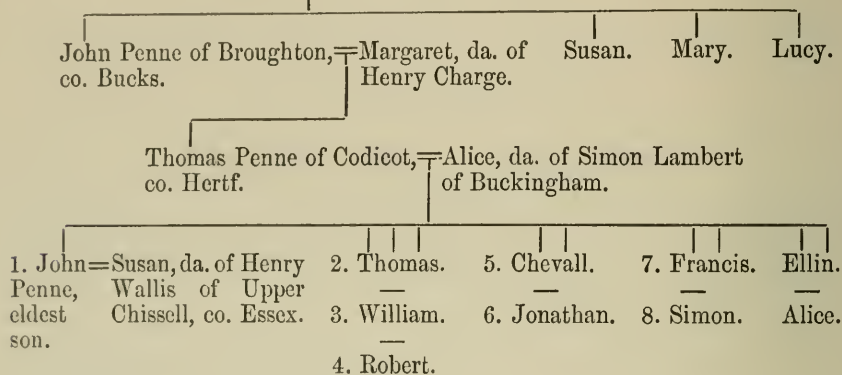 John Penne of Broughton,=Margaret, da. of Susan. Mary. Lucy.
co. Bucks. Henry Charge.
Thomas Penne of Codicot,=Alice, da. of Simon Lambert
co. Hertf. of Buckingham.
1. John=Susan, da. of Henry 2. Thomas. 5. Chevall. 7. Francis. Ellin.
Penne, Wallis of Upper — — — —
eldest Chissell, co. Essex. 3. William. 6. Jonathan. 8. Simon. Alice.
son. —
4. Robert.